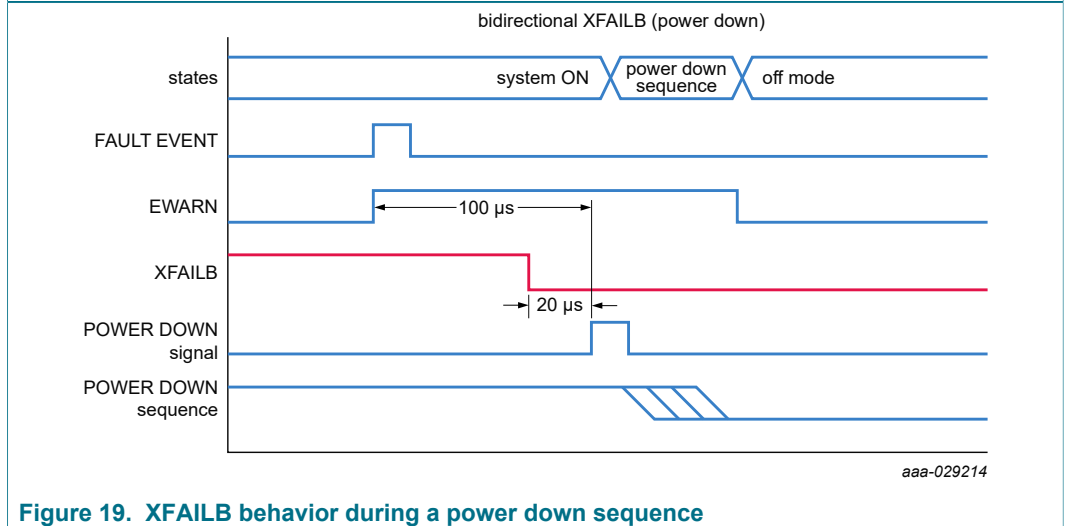 bidirectional XFAILB (power down)
states
system ON
power down
sequence
off mode
FAULT EVENT
EWARN
100 μs
XFAILB
20 μs
POWER DOWN
signal
POWER DOWN
sequence
aaa-029214
Figure 19. XFAILB behavior during a power down sequence